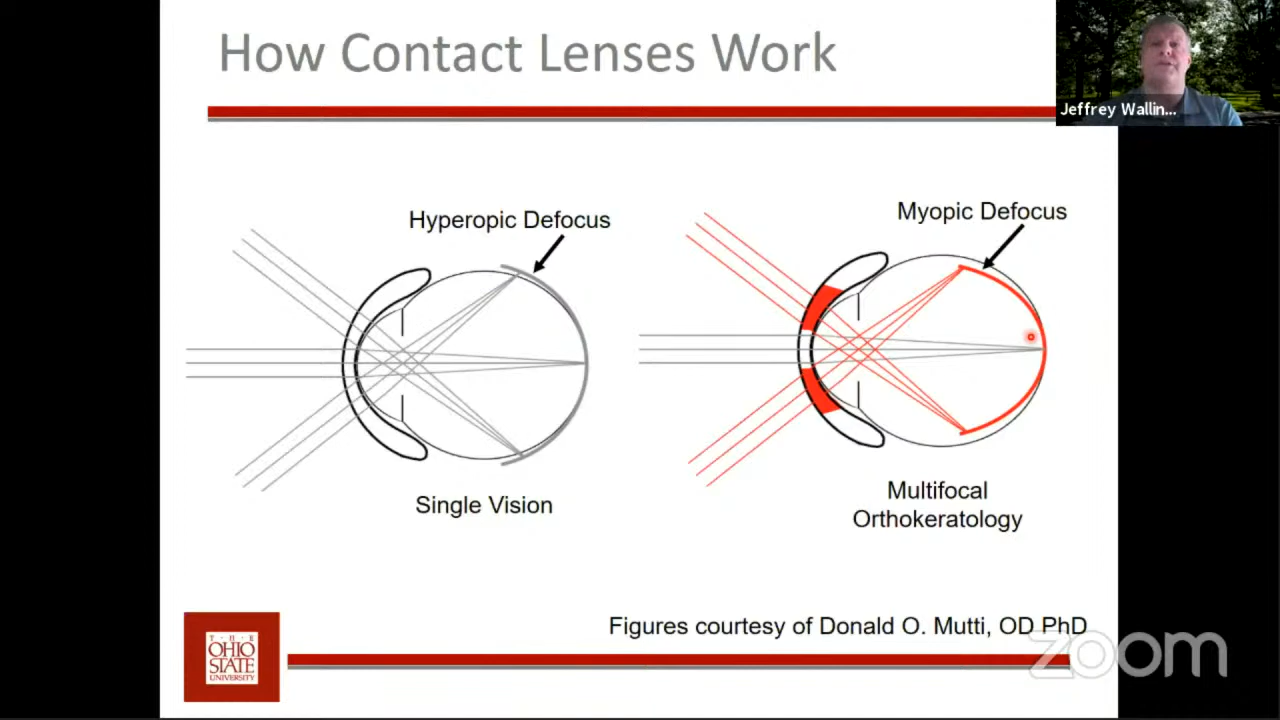 How Contact Lenses Work
Jeffrey Wallin...
Hyperopic Defocus
Myopic Defocus
Single Vision
Multifocal
Orthokeratology
Figures courtesy of Donald O. Mutti, OD PhD
zoom
THE
OHIO
STATE
UNIVERSITY